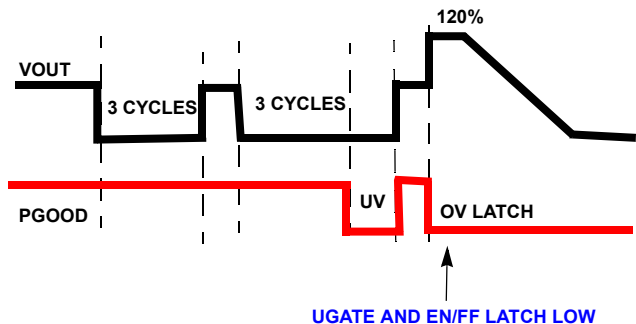 120%
VOUT
3 CYCLES
3 CYCLES
PGOOD
UV
OV LATCH
UGATE AND EN/FF LATCH LOW